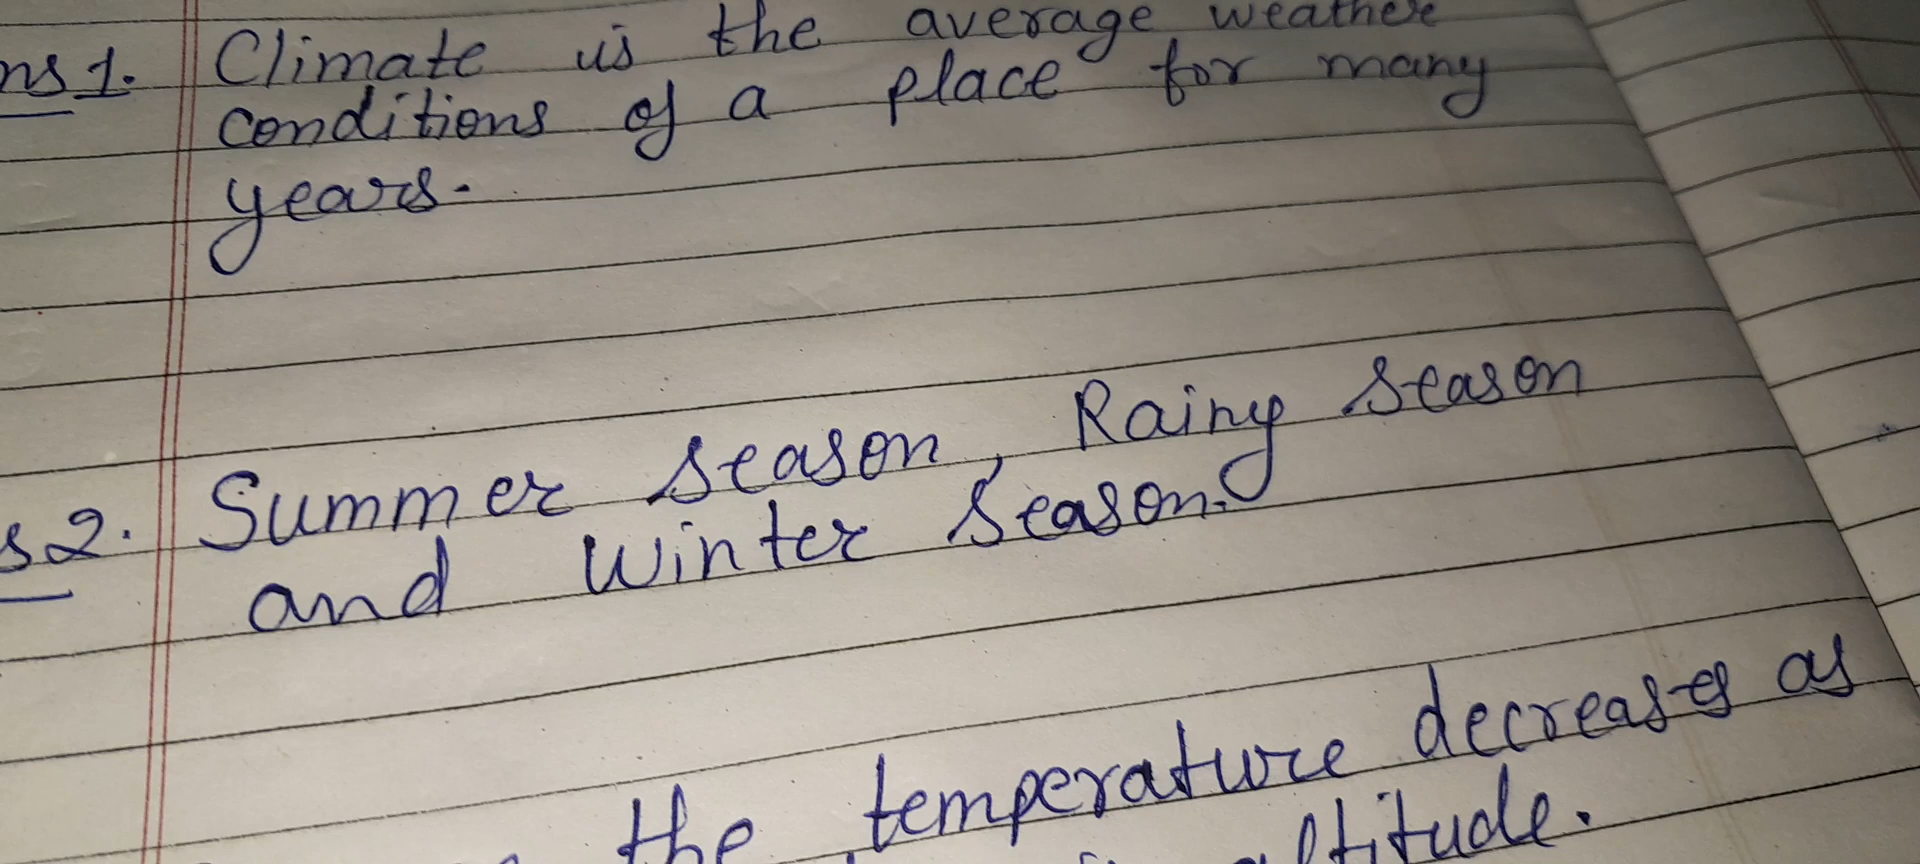 ns 1. Climate is the average weather
conditions of a place for many
years.
s 2. Summer season, Rainy season
and Winter season.
the temperature decreases as
altitude.